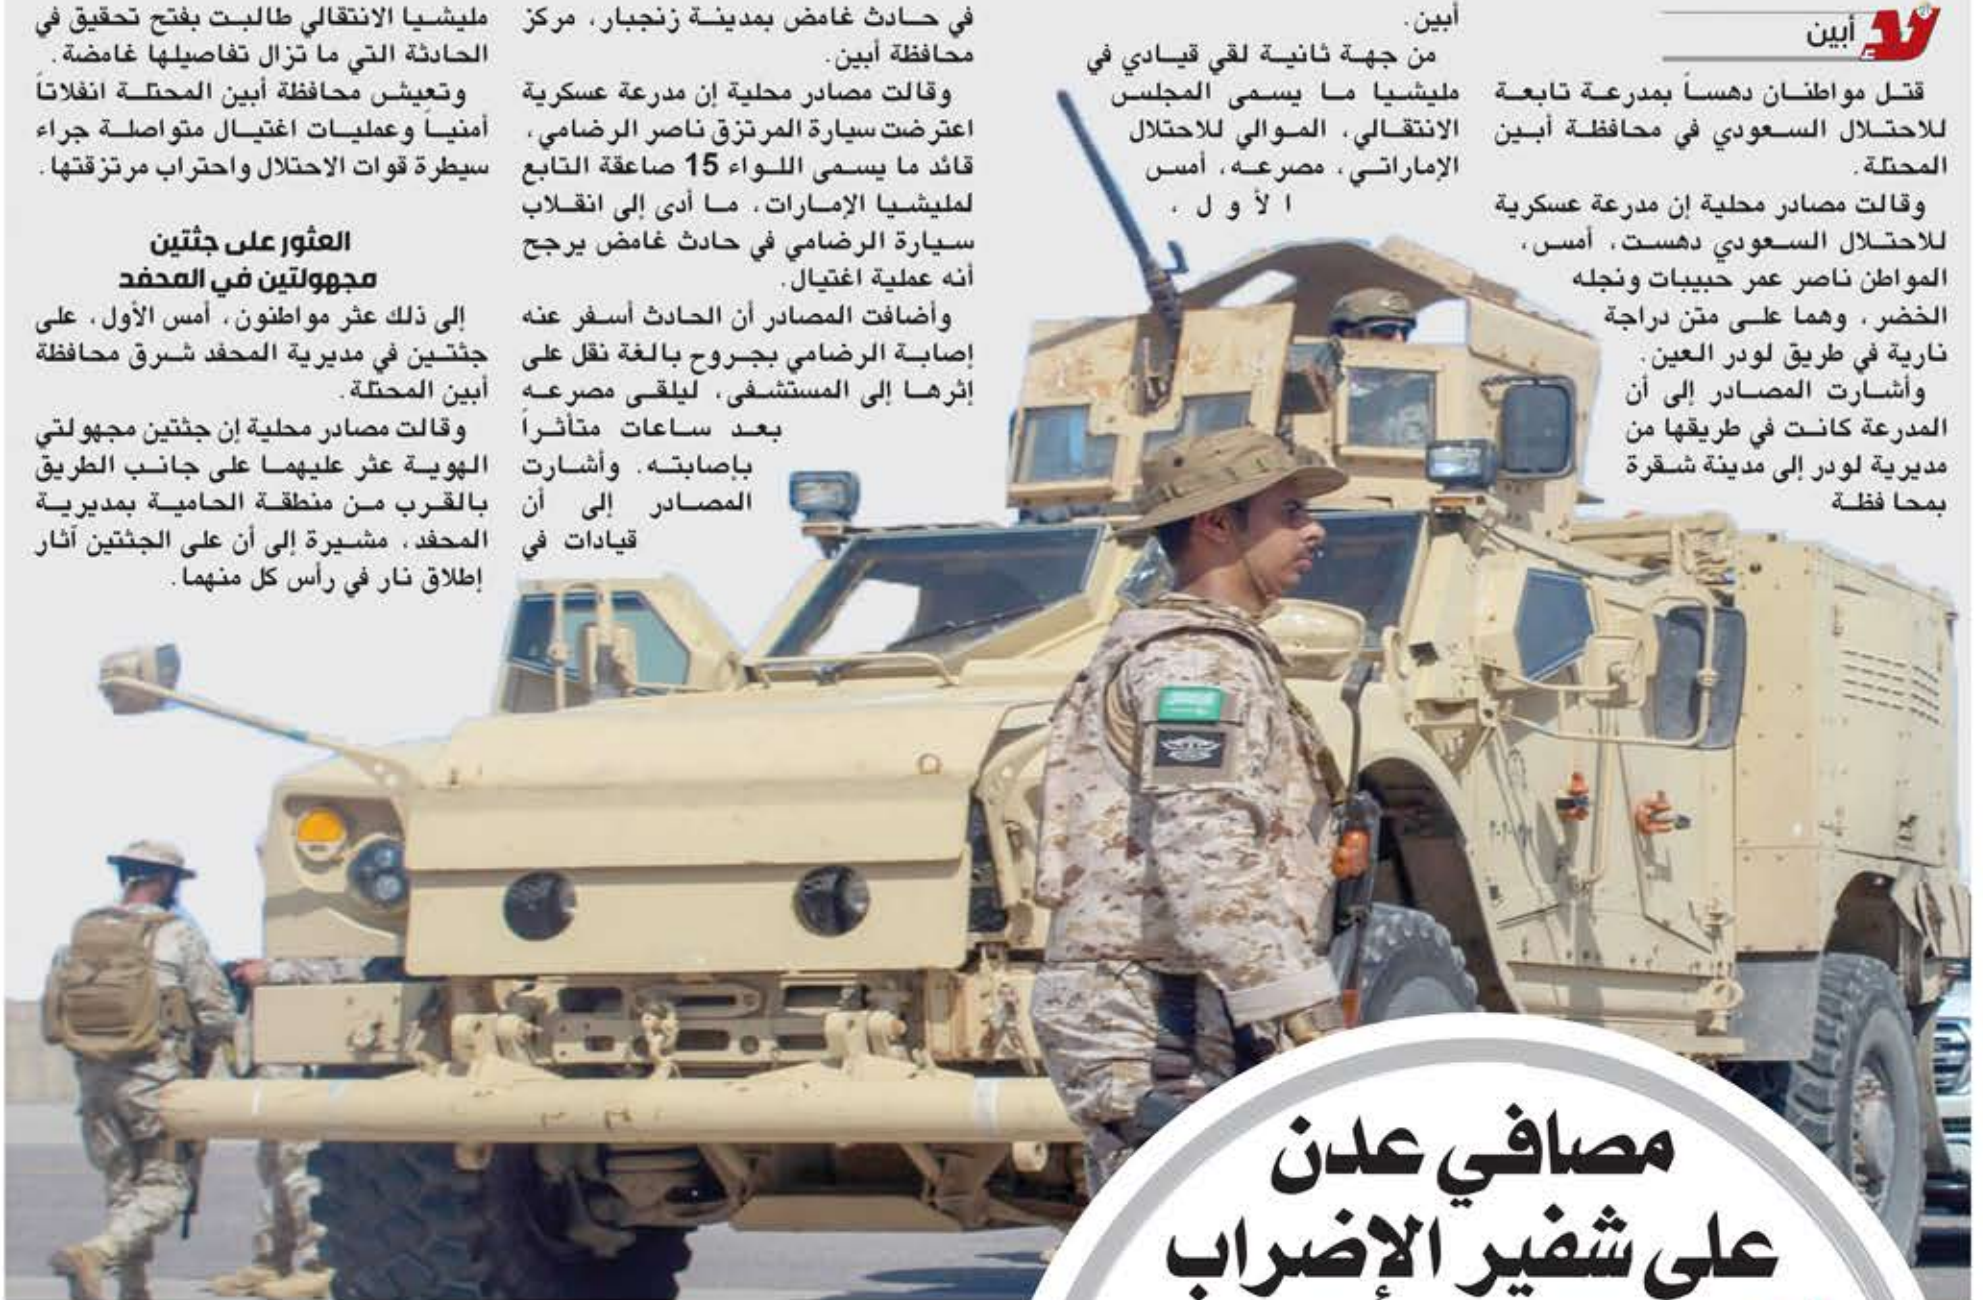 أبين
قتل مواطنان دهساً بمدرعة تابعة
للاحتلال السعودي في محافظة أبين
المحتلة.
وقالت مصادر محلية إن مدرعة عسكرية
للاحتلال السعودي دهست، أمس،
المواطن ناصر عمر حبيبات ونجله
الخضر، وهما على متن دراجة
نارية في طريق لودر العين.
وأشارت المصادر إلى أن
المدرعة كانت في طريقها من
مديرية لودر إلى مدينة شقرة
بمحافظة
أبين.
من جهة ثانية لقي قيادي في
مليشيا ما يسمى المجلس
الانتقالي، الموالي للاحتلال
الإماراتي، مصرعه، أمس
الأول،
في حادث غامض بمدينة زنجبار، مركز
محافظة أبين.
وقالت مصادر محلية إن مدرعة عسكرية
اعترضت سيارة المرتزق ناصر الرضامي،
قائد ما يسمى اللواء 15 صاعقة التابع
لمليشيا الإمارات، ما أدى إلى انقلاب
سيارة الرضامي في حادث غامض يرجح
أنه عملية اغتيال.
وأضافت المصادر أن الحادث أسفر عنه
إصابة الرضامي بجروح بالغة نقل على
إثرها إلى المستشفى، ليلقى مصرعه
بعد ساعات متأثراً
بإصابته. وأشارت
المصادر إلى أن
قيادات في
مليشيا الانتقالي طالبت بفتح تحقيق في
الحادثة التي ما تزال تفاصيلها غامضة.
وتعيش محافظة أبين المحتلة انفلاتاً
أمنياً وعمليات اغتيال متواصلة جراء
سيطرة قوات الاحتلال واحتراب مرتزقتها.
العثور على جثتين
مجهولتين في المحفد
إلى ذلك عثر مواطنون، أمس الأول، على
جثتين في مديرية المحفد شرق محافظة
أبين المحتلة.
وقالت مصادر محلية إن جثتين مجهولتي
الهوية عثر عليهما على جانب الطريق
بالقرب من منطقة الحامية بمديرية
المحفد، مشيرة إلى أن على الجثتين آثار
إطلاق نار في رأس كل منهما.
مصافي عدن
على شفير الإضراب